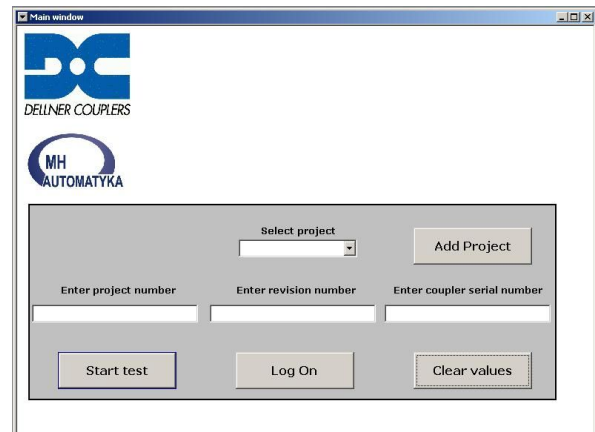 Main window
DELLNER COUPLERS
MH
AUTOMATYKA
Select project
Add Project
Enter project number
Enter revision number
Enter coupler serial number
Start test
Log On
Clear values